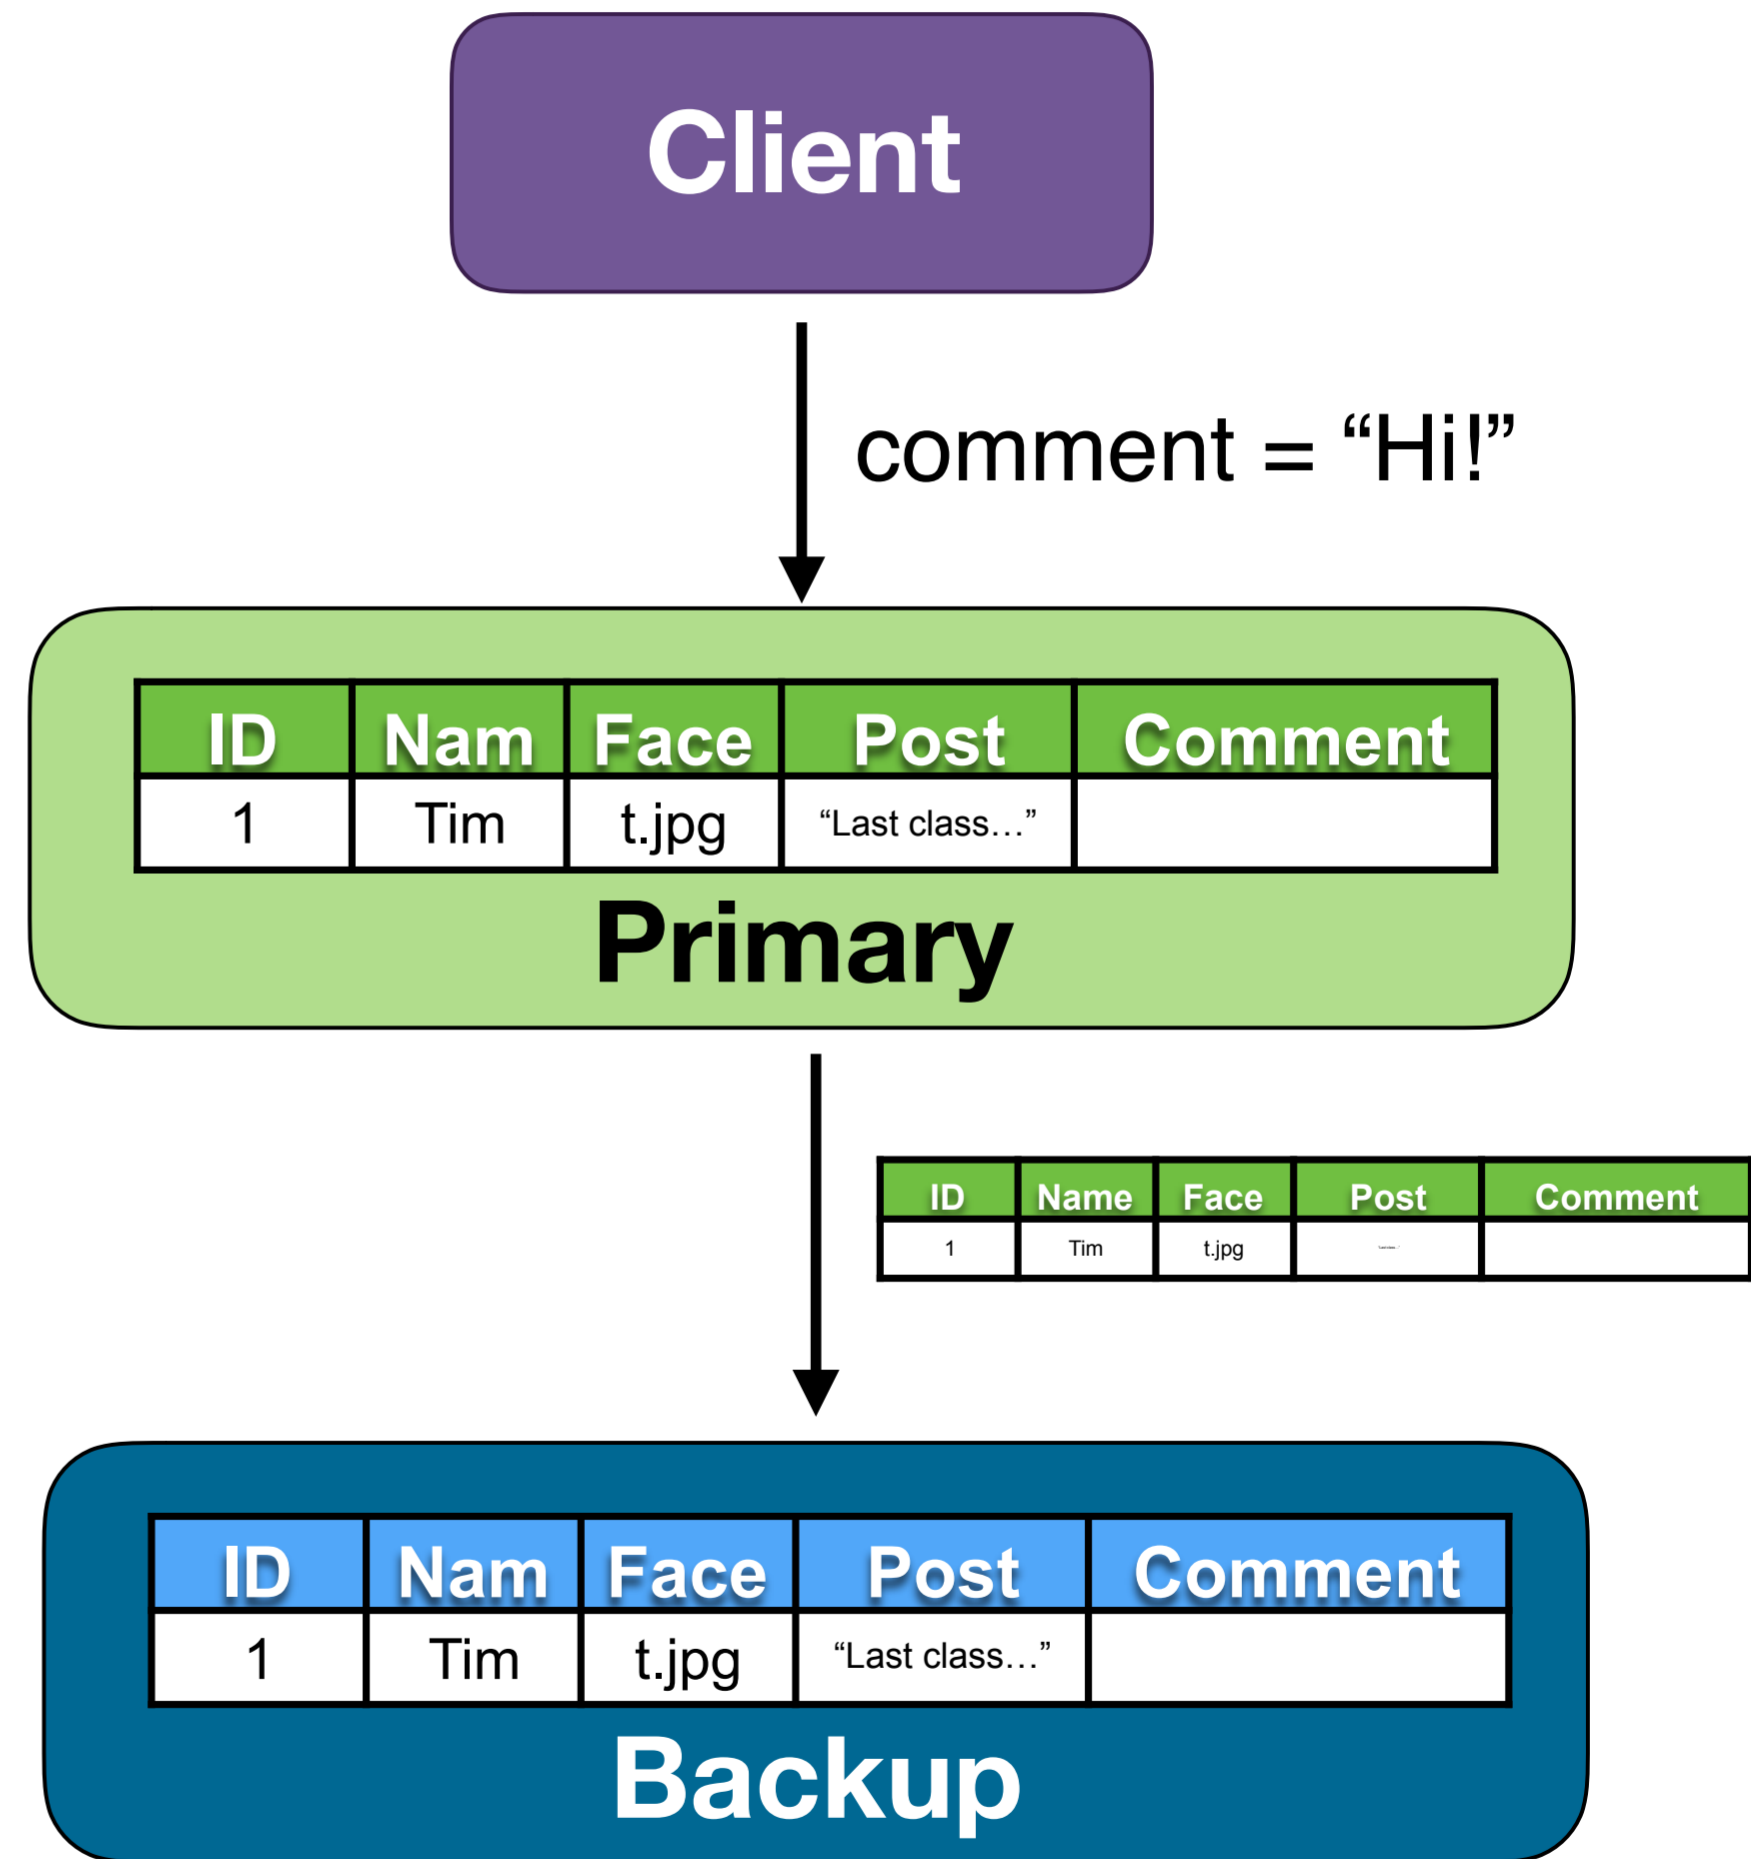 Client
comment = “Hi!”
ID Nam Face Post Comment
1 Tim t.jpg “Last class…”
Primary
ID Name Face Post Comment
1 Tim t.jpg
ID Nam Face Post Comment
1 Tim t.jpg “Last class…”
Backup